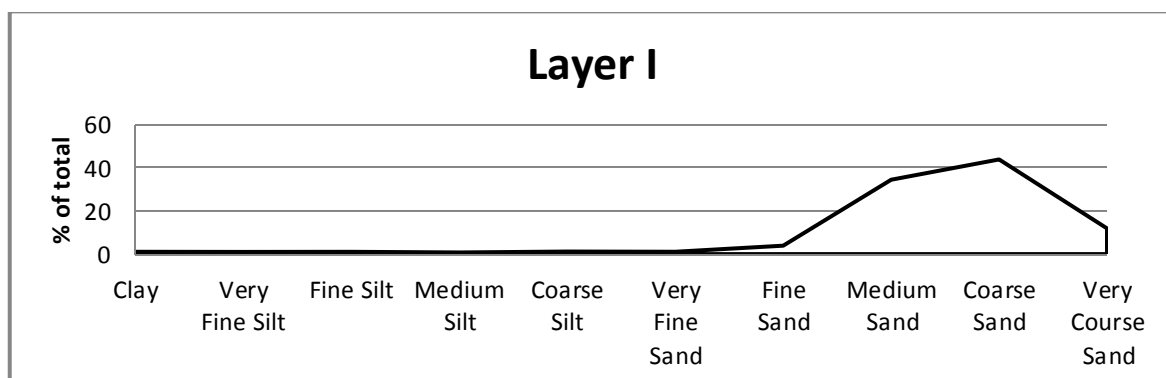 Layer I
% of total
60
40
20
0
Clay
Very
Fine Silt
Fine Silt
Medium
Silt
Coarse
Silt
Very
Fine
Sand
Fine
Sand
Medium
Sand
Coarse
Sand
Very
Course
Sand